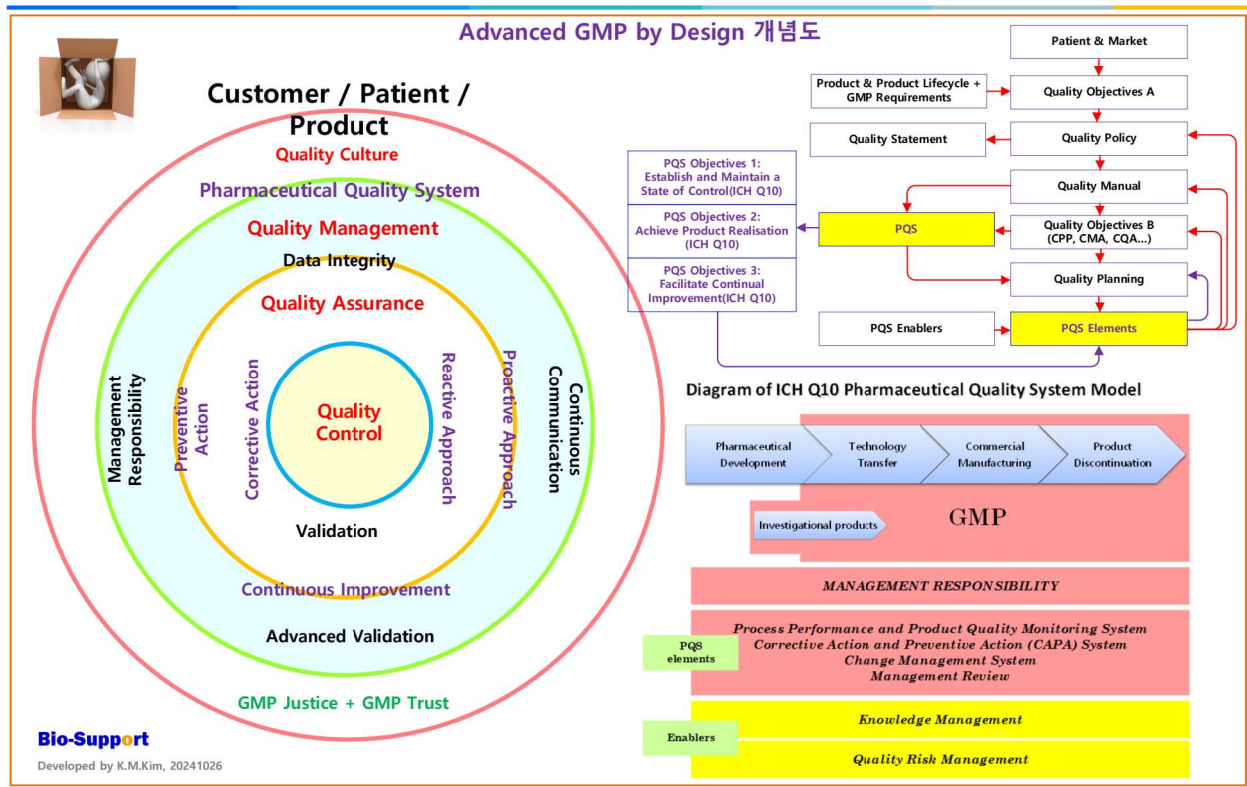 Advanced GMP by Design 개념도
Customer / Patient /
Product
Quality Culture
Pharmaceutical Quality System
Quality Management
Data Integrity
Quality Assurance
Management
Responsibility
Preventive
Action
Corrective Action
Quality
Control
Reactive Approach
Proactive Approach
Continuous
Communication
Validation
Continuous Improvement
Advanced Validation
GMP Justice + GMP Trust
Bio-Support
Developed by K.M.Kim, 20241026
Patient & Market
Product & Product Lifecycle +
GMP Requirements
Quality Objectives A
Quality Statement
Quality Policy
PQS Objectives 1:
Establish and Maintain a
State of Control(ICH Q10)
PQS Objectives 2:
Achieve Product Realisation
(ICH Q10)
PQS Objectives 3:
Facilitate Continual
Improvement(ICH Q10)
Quality Manual
PQS
Quality Objectives B
(CPP, CMA, CQA...)
Quality Planning
PQS Enablers
PQS Elements
Diagram of ICH Q10 Pharmaceutical Quality System Model
Pharmaceutical
Development
Technology
Transfer
Commercial
Manufacturing
Product
Discontinuation
Investigational products
GMP
MANAGEMENT RESPONSIBILITY
PQS
elements
Process Performance and Product Quality Monitoring System
Corrective Action and Preventive Action (CAPA) System
Change Management System
Management Review
Enablers
Knowledge Management
Quality Risk Management